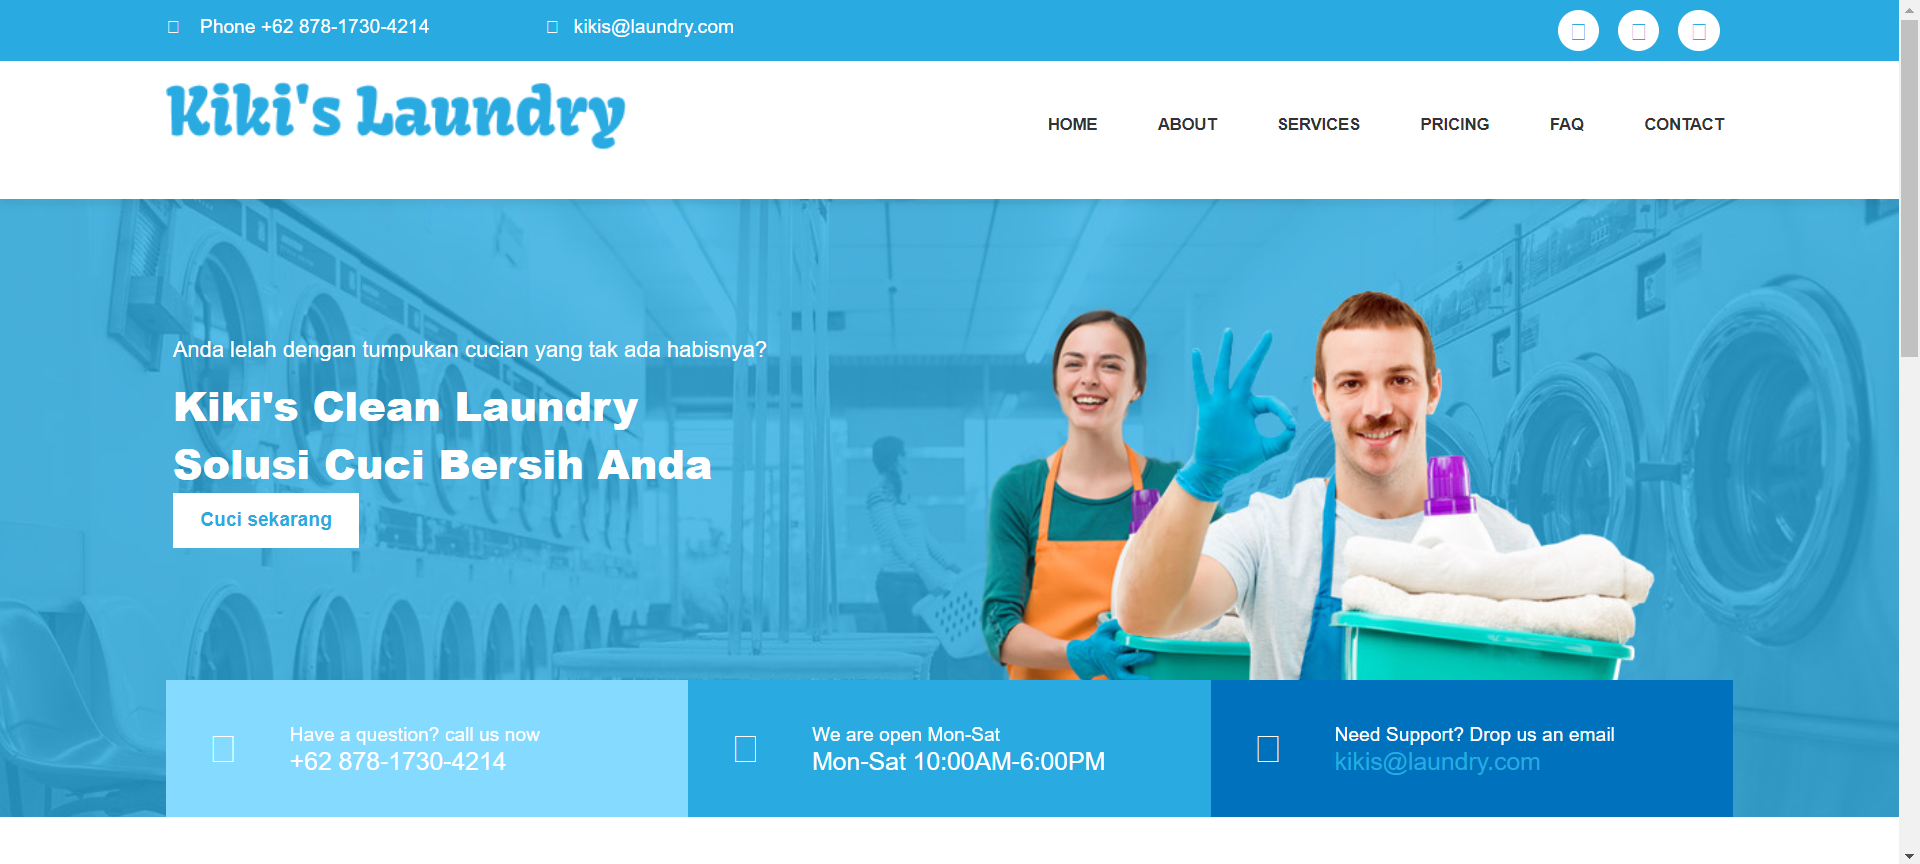 Phone +62 878-1730-4214
kikis@laundry.com
Kiki's Laundry
HOME ABOUT SERVICES PRICING FAQ CONTACT
Anda lelah dengan tumpukan cucian yang tak ada habisnya?
Kiki's Clean Laundry
Solusi Cuci Bersih Anda
Cuci sekarang
Have a question? call us now
+62 878-1730-4214
We are open Mon-Sat
Mon-Sat 10:00AM-6:00PM
Need Support? Drop us an email
kikis@laundry.com